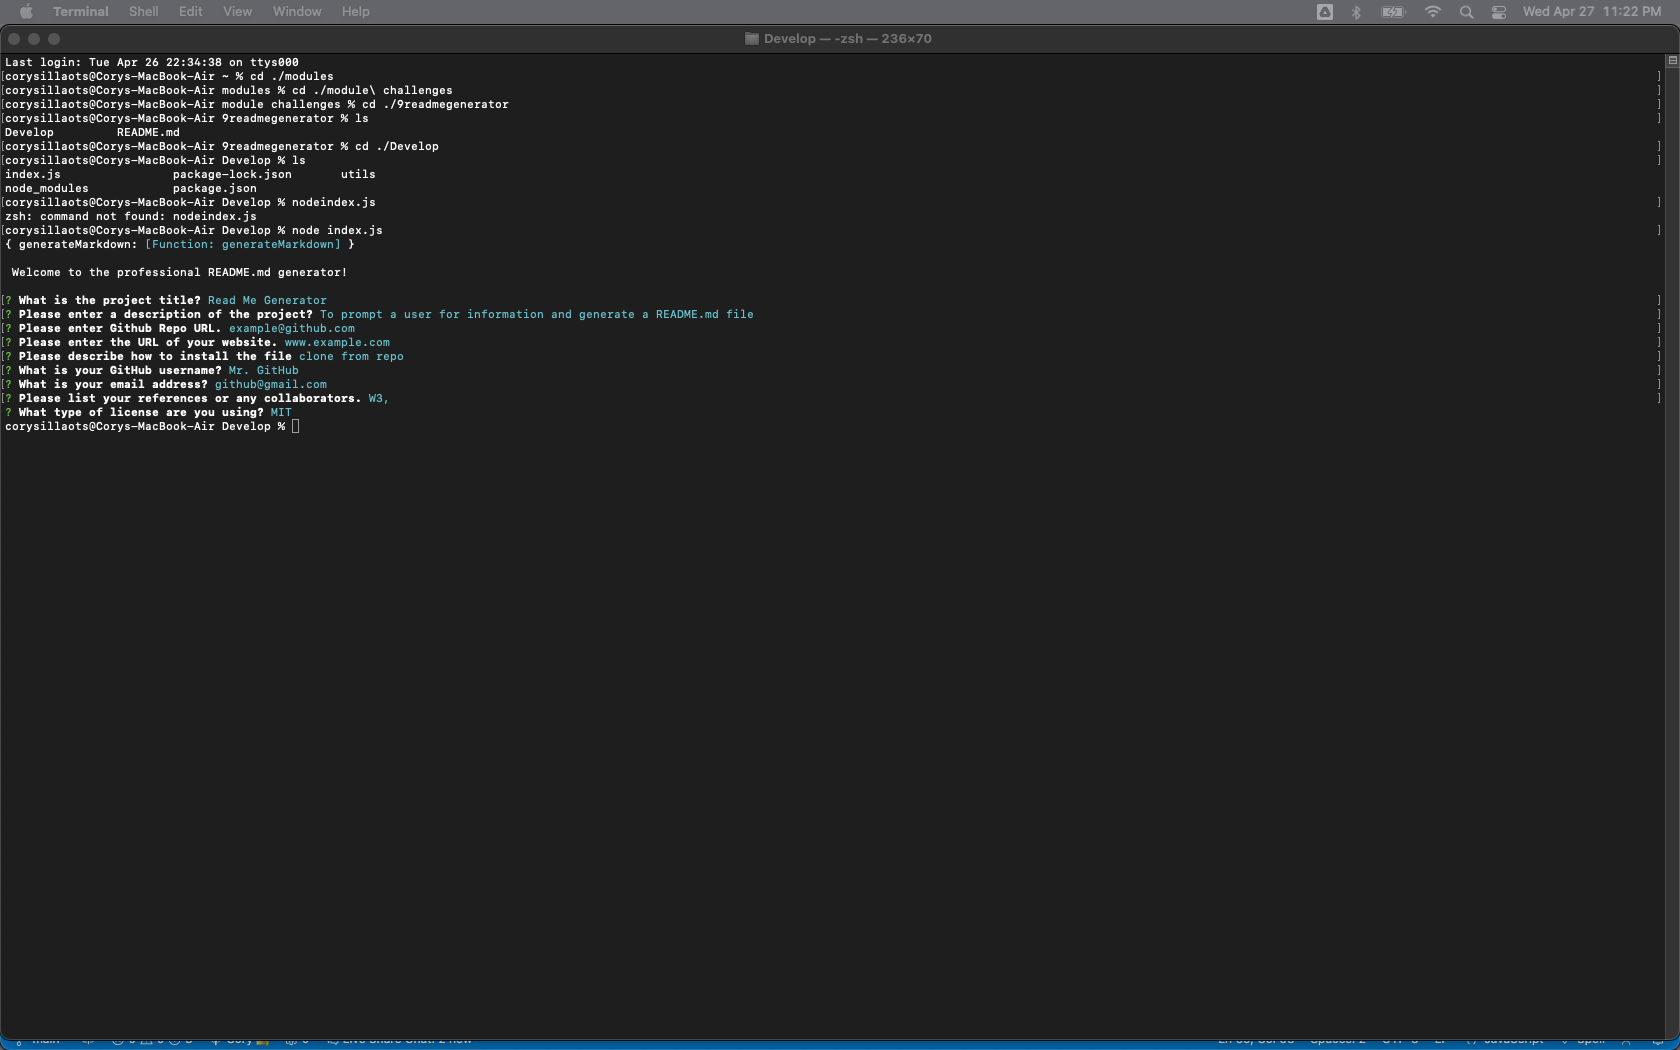 Terminal Shell Edit View Window Help Wed Apr 27 11:22 PM
Develop — -zsh — 236×70
Last login: Tue Apr 26 22:34:38 on ttys000
[corysillaots@Corys-MacBook-Air ~ % cd ./modules ]
[corysillaots@Corys-MacBook-Air modules % cd ./module\ challenges ]
[corysillaots@Corys-MacBook-Air module challenges % cd ./9readmegenerator ]
[corysillaots@Corys-MacBook-Air 9readmegenerator % ls ]
Develop README.md
[corysillaots@Corys-MacBook-Air 9readmegenerator % cd ./Develop ]
[corysillaots@Corys-MacBook-Air Develop % ls ]
index.js package-lock.json utils
node_modules package.json
[corysillaots@Corys-MacBook-Air Develop % nodeindex.js ]
zsh: command not found: nodeindex.js
[corysillaots@Corys-MacBook-Air Develop % node index.js ]
{ generateMarkdown: [Function: generateMarkdown] }
Welcome to the professional README.md generator!
[? What is the project title? Read Me Generator ]
[? Please enter a description of the project? To prompt a user for information and generate a README.md file ]
[? Please enter Github Repo URL. example@github.com ]
[? Please enter the URL of your website. www.example.com ]
[? Please describe how to install the file clone from repo ]
[? What is your GitHub username? Mr. GitHub ]
[? What is your email address? github@gmail.com ]
[? Please list your references or any collaborators. W3, ]
? What type of license are you using? MIT
corysillaots@Corys-MacBook-Air Develop %